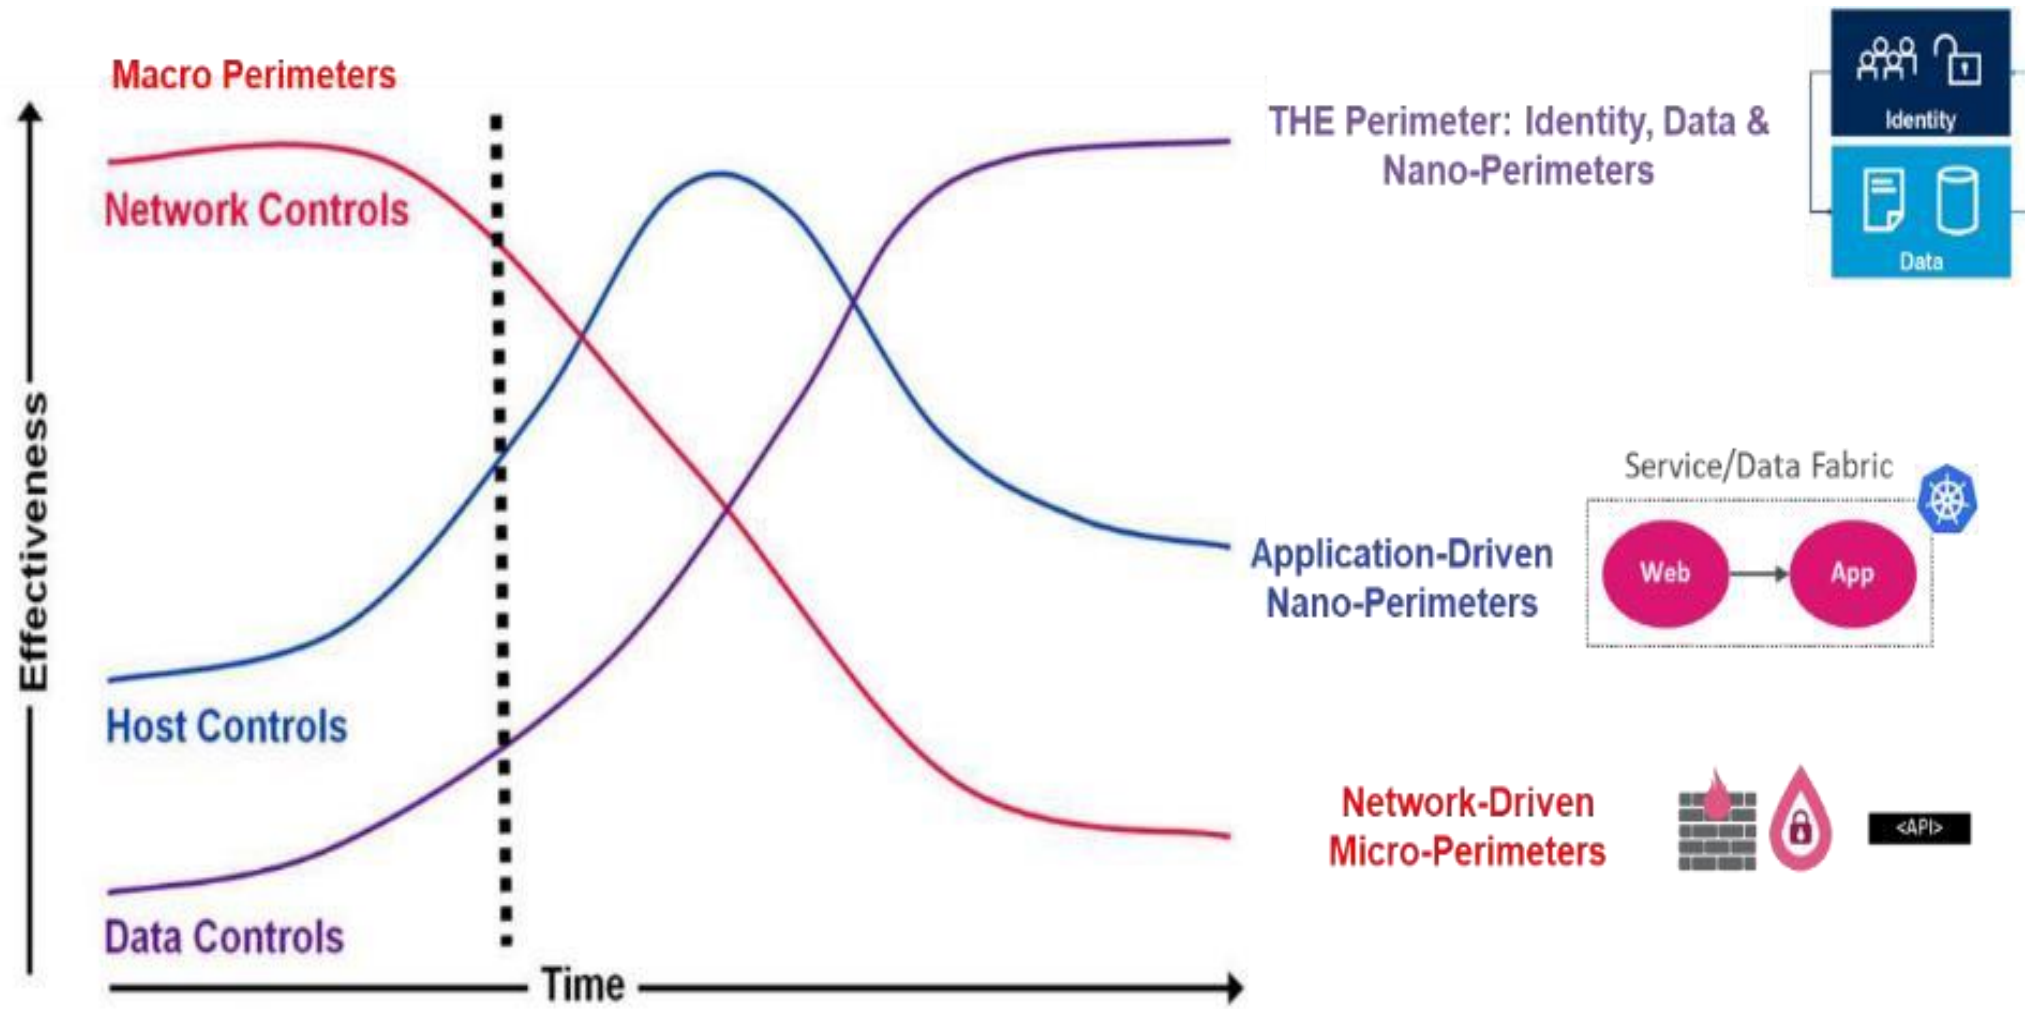 Macro Perimeters
Network Controls
Host Controls
Data Controls
Effectiveness
Time
THE Perimeter: Identity, Data &
Nano-Perimeters
Identity
Data
Service/Data Fabric
Application-Driven
Nano-Perimeters
Web
App
Network-Driven
Micro-Perimeters
<API>